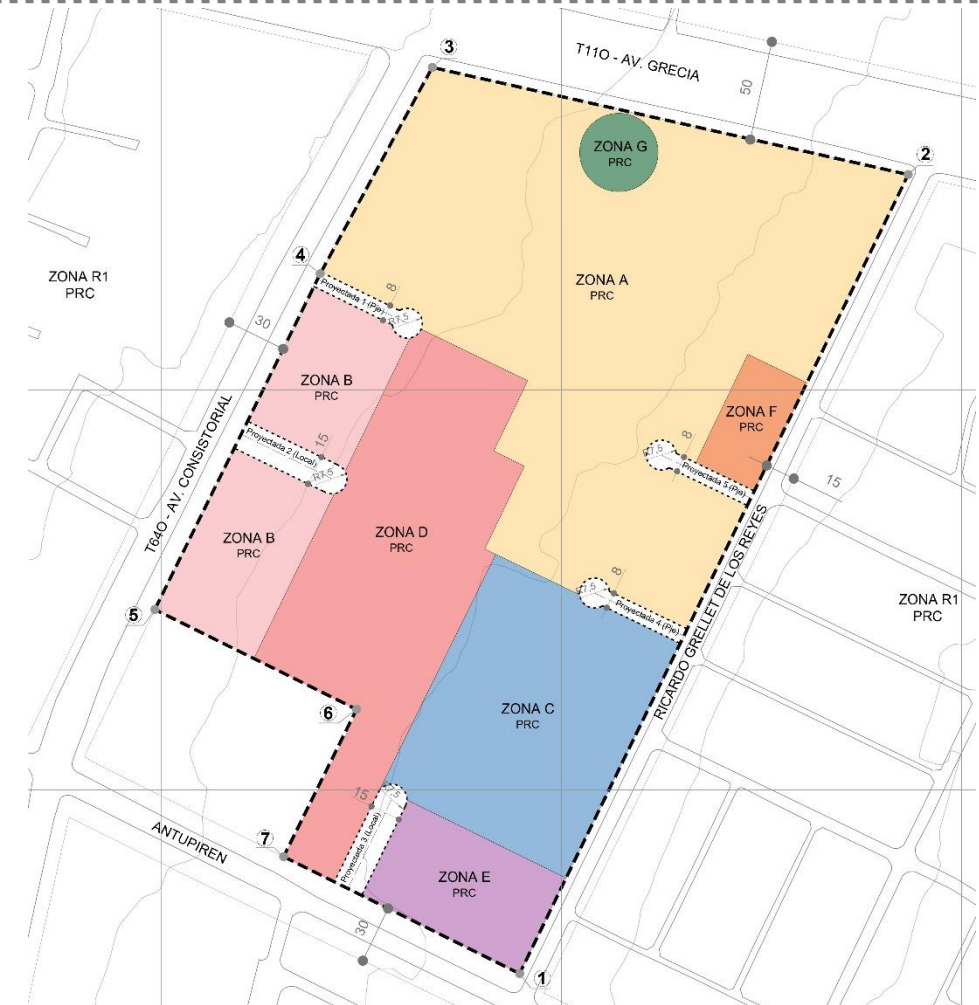 3
T11O - AV. GRECIA
50
2
ZONA G
PRC
4
ZONA R1
PRC
ZONA A
PRC
Proyectada 1 (Pje)
8
R7.5
30
ZONA B
PRC
ZONA F
PRC
T64O - AV. CONSISTORIAL
Proyectada 2 (Local)
15
R7.5
8
R7.5
Proyectada 5 (Pje)
15
ZONA B
PRC
ZONA D
PRC
8
R7.5
Proyectada 4 (Pje)
ZONA R1
PRC
5
RICARDO GRELLET DE LOS REYES
6
ZONA C
PRC
15
R7.5
Proyectada 3 (Local)
ANTUPIREN
7
ZONA E
PRC
30
1